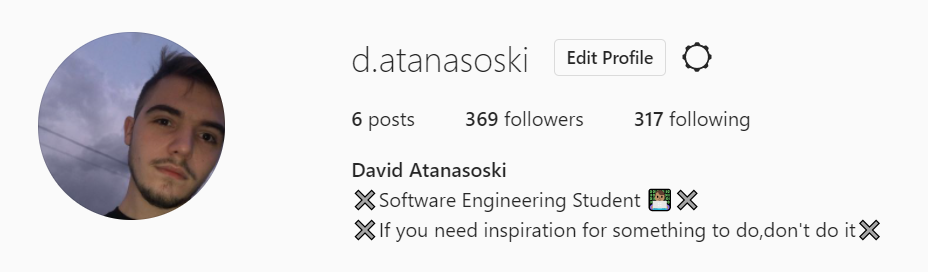 d.atanasoski Edit Profile
6 posts 369 followers 317 following
David Atanasoski
❌Software Engineering Student 👨🏽‍💻❌
❌If you need inspiration for something to do,don't do it❌